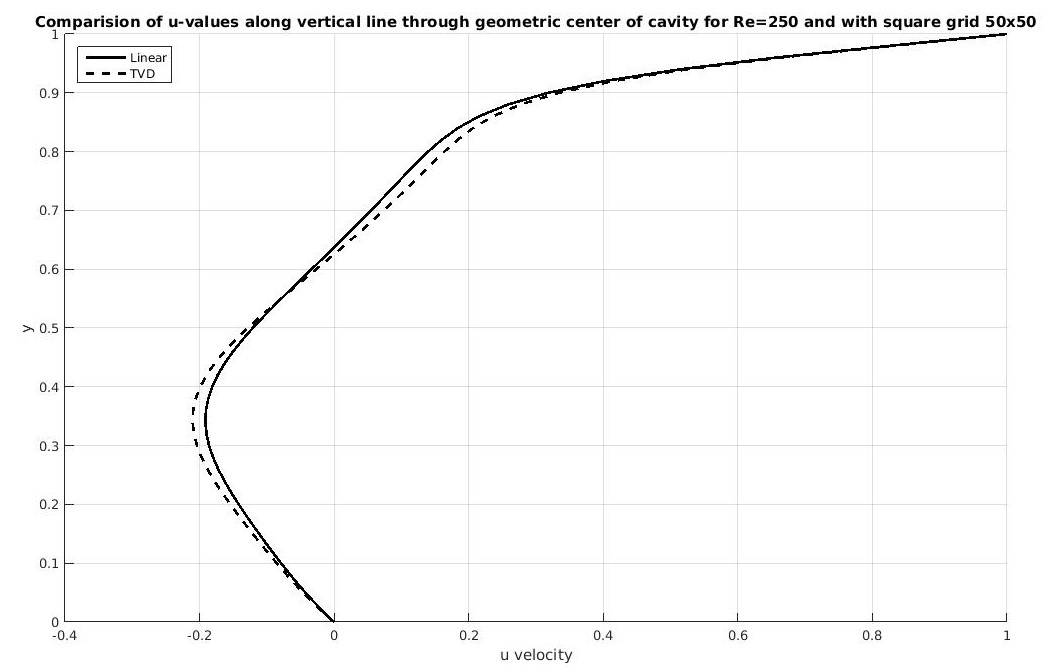 Comparision of u-values along vertical line through geometric center of cavity for Re=250 and with square grid 50x50
Linear
TVD
1
0.9
0.8
0.7
0.6
0.5
0.4
0.3
0.2
0.1
0
y
-0.4 -0.2 0 0.2 0.4 0.6 0.8 1
u velocity